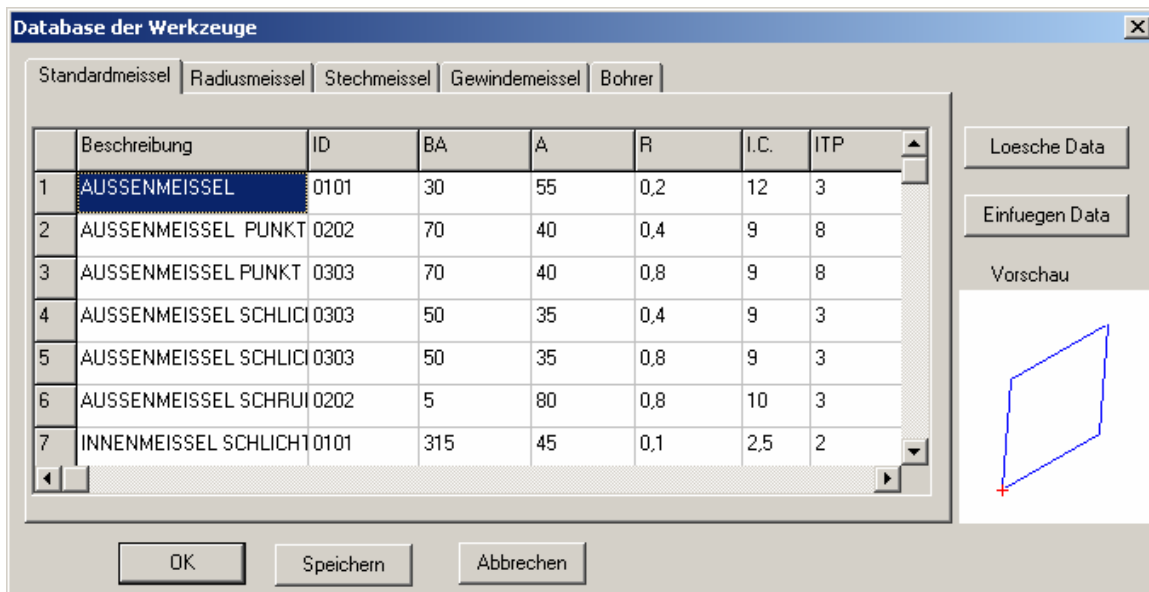 Database der Werkzeuge
Standardmeissel Radiusmeissel Stechmeissel Gewindemeissel Bohrer
Beschreibung ID BA A R I.C. ITP
1 AUSSENMEISSEL 0101 30 55 0,2 12 3
2 AUSSENMEISSEL PUNKT 0202 70 40 0,4 9 8
3 AUSSENMEISSEL PUNKT 0303 70 40 0,8 9 8
4 AUSSENMEISSEL SCHLICH 0303 50 35 0,4 9 3
5 AUSSENMEISSEL SCHLICH 0303 50 35 0,8 9 3
6 AUSSENMEISSEL SCHRU 0202 5 80 0,8 10 3
7 INNENMEISSEL SCHLICHT 0101 315 45 0,1 2,5 2
Loesche Data
Einfuegen Data
Vorschau
OK Speichern Abbrechen